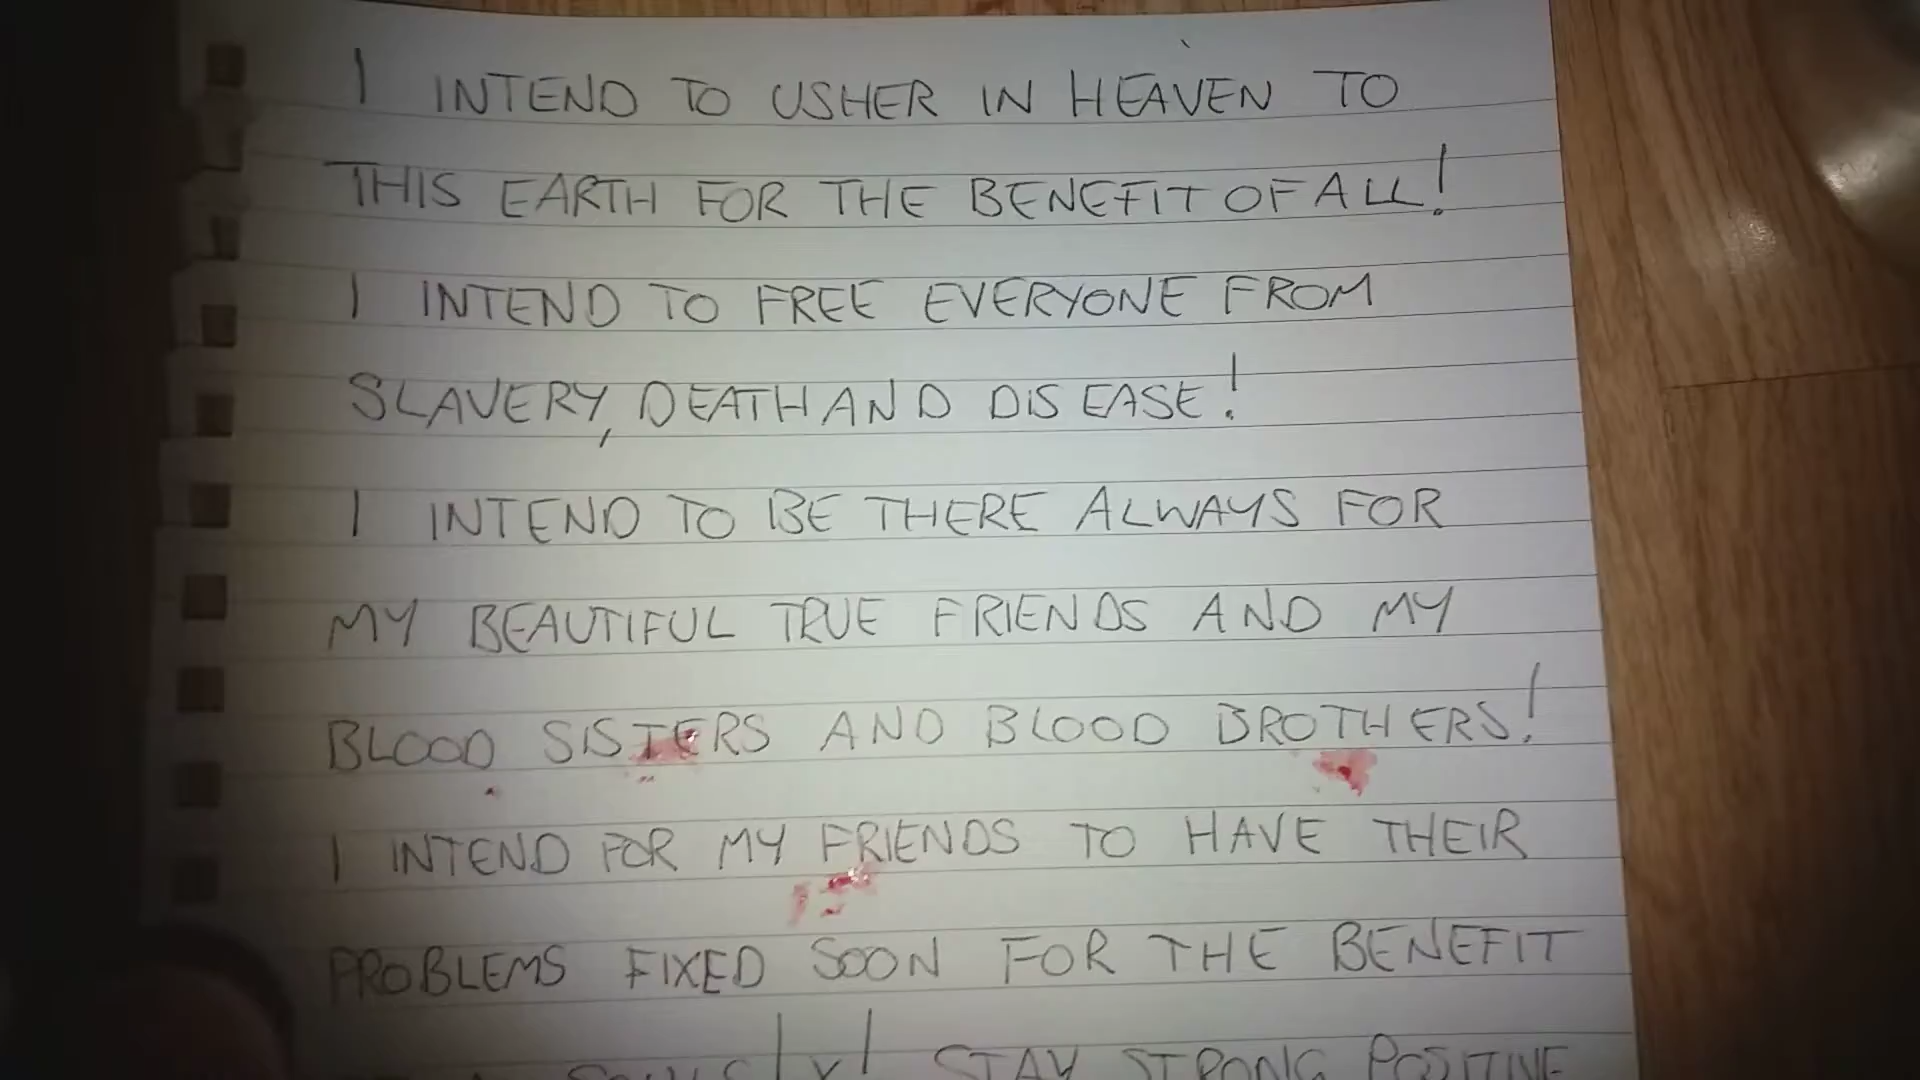 I INTEND TO USHER IN HEAVEN TO
THIS EARTH FOR THE BENEFIT OF ALL!
I INTEND TO FREE EVERYONE FROM
SLAVERY, DEATH AND DISEASE!
I INTEND TO BE THERE ALWAYS FOR
MY BEAUTIFUL TRUE FRIENDS AND MY
BLOOD SISTERS AND BLOOD BROTHERS!
I INTEND FOR MY FRIENDS TO HAVE THEIR
PROBLEMS FIXED SOON FOR THE BENEFIT
STAY STRONG POSITIVE